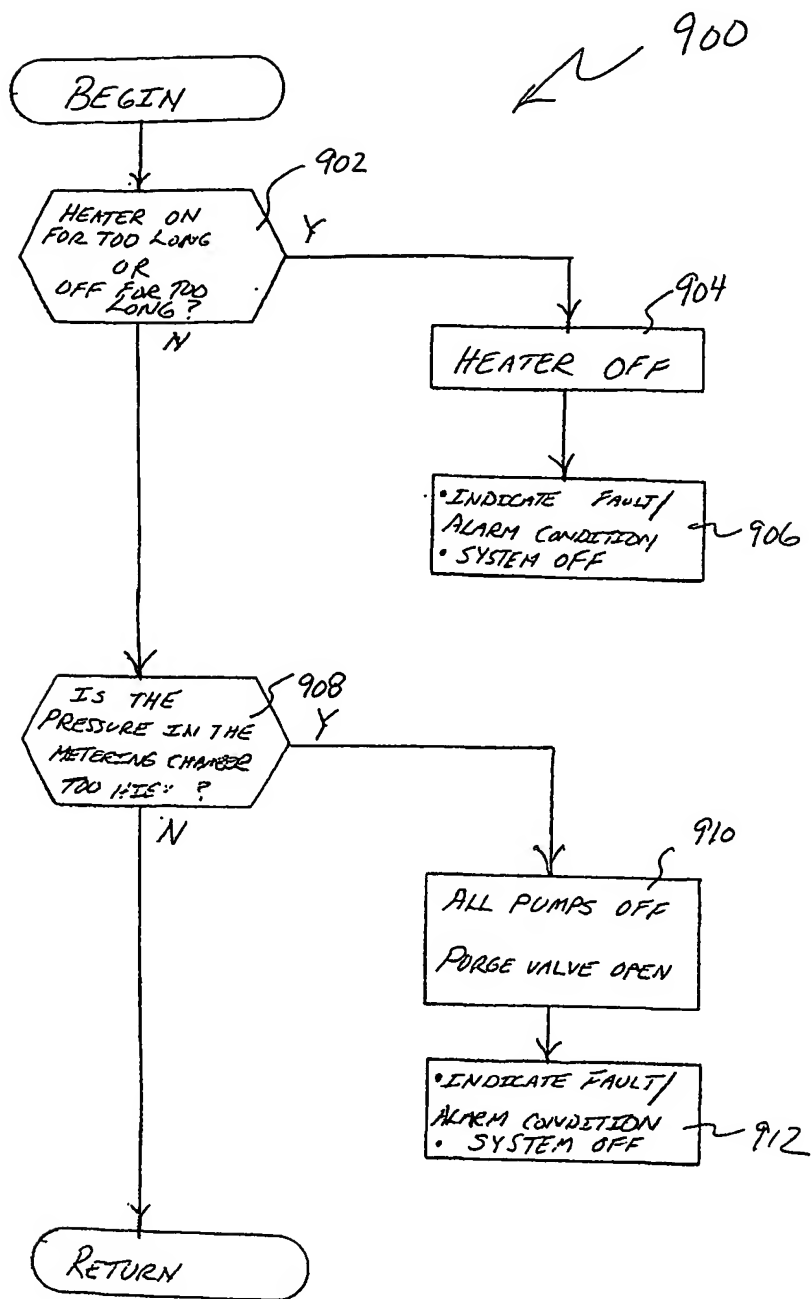 900
BEGIN
902
HEATER ON
FOR TOO LONG
OR
OFF FOR TOO
LONG?
Y
N
904
HEATER OFF
• INDICATE FAULT/
ALARM CONDITION
• SYSTEM OFF
906
908
IS THE
PRESSURE IN THE
METERING CHAMBER
TOO ?
Y
N
910
ALL PUMPS OFF
PURGE VALVE OPEN
• INDICATE FAULT/
ALARM CONDITION
• SYSTEM OFF
912
RETURN